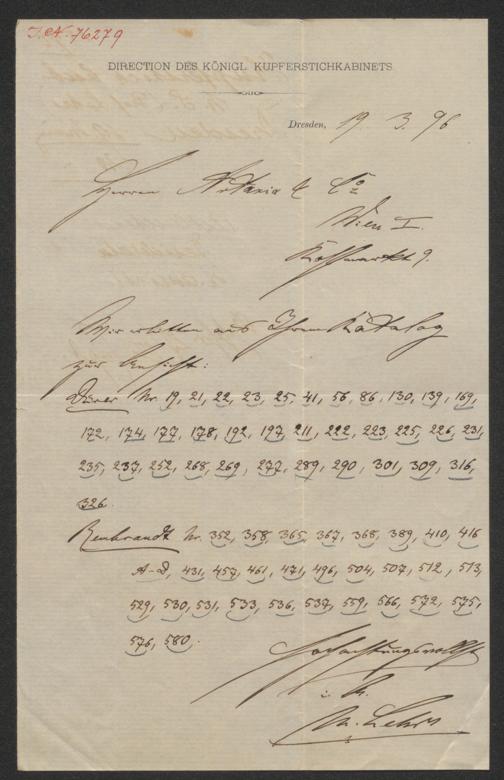 I.N. 76279
DIRECTION DES KÖNIGL. KUPFERSTICHKABINETS.
Dresden, 19 3. 96
Herren Artaria & Co
Wien I.
Kohlmarkt 9.
Wir erbitten aus Ihrem Katalog
zur Ansicht:
Dürer Nr. 19, 21, 22, 23, 25, 41, 56, 86, 130, 139, 169,
172, 174, 177, 178, 192, 197, 211, 222, 223, 225, 226, 231,
235, 237, 252, 268, 269, 277, 289, 290, 301, 309, 316,
326.
Rembrandt Nr. 352, 358, 365, 367, 368, 389, 410, 416
A-D, 431, 457, 461, 471, 496, 504, 507, 512, 513,
529, 530, 531, 533, 536, 537, 559, 566, 572, 575,
576, 580.
Hochachtungsvollst
M. Lehrs